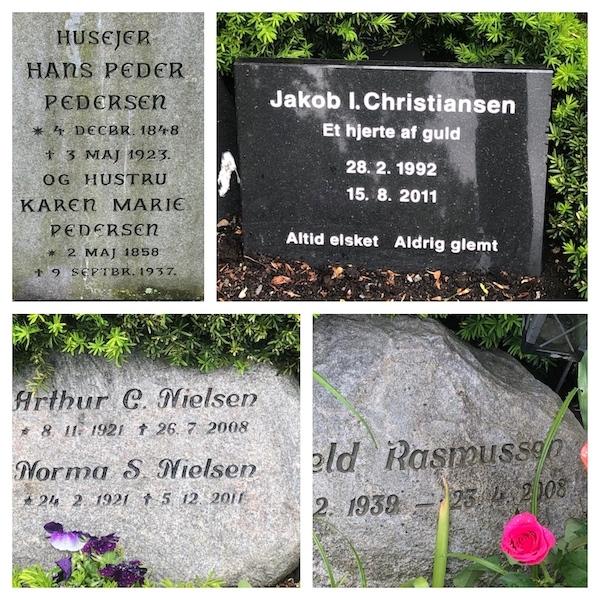 HUSEJER
HANS PEDER
PEDERSEN
* 4 DECBR. 1848
† 3 MAJ 1923.
OG HUSTRU
KAREN MARIE
PEDERSEN
* 2 MAJ 1858
† 9 SEPTBR. 1937.
Jakob I. Christiansen
Et hjerte af guld
28. 2. 1992
15. 8. 2011
Altid elsket Aldrig glemt
Arthur C. Nielsen
* 8. 11. 1921 † 26. 7. 2008
Norma S. Nielsen
* 24. 2. 1921 † 5. 12. 2011
eld Rasmussen
2. 1939 — 23. 4. 2008